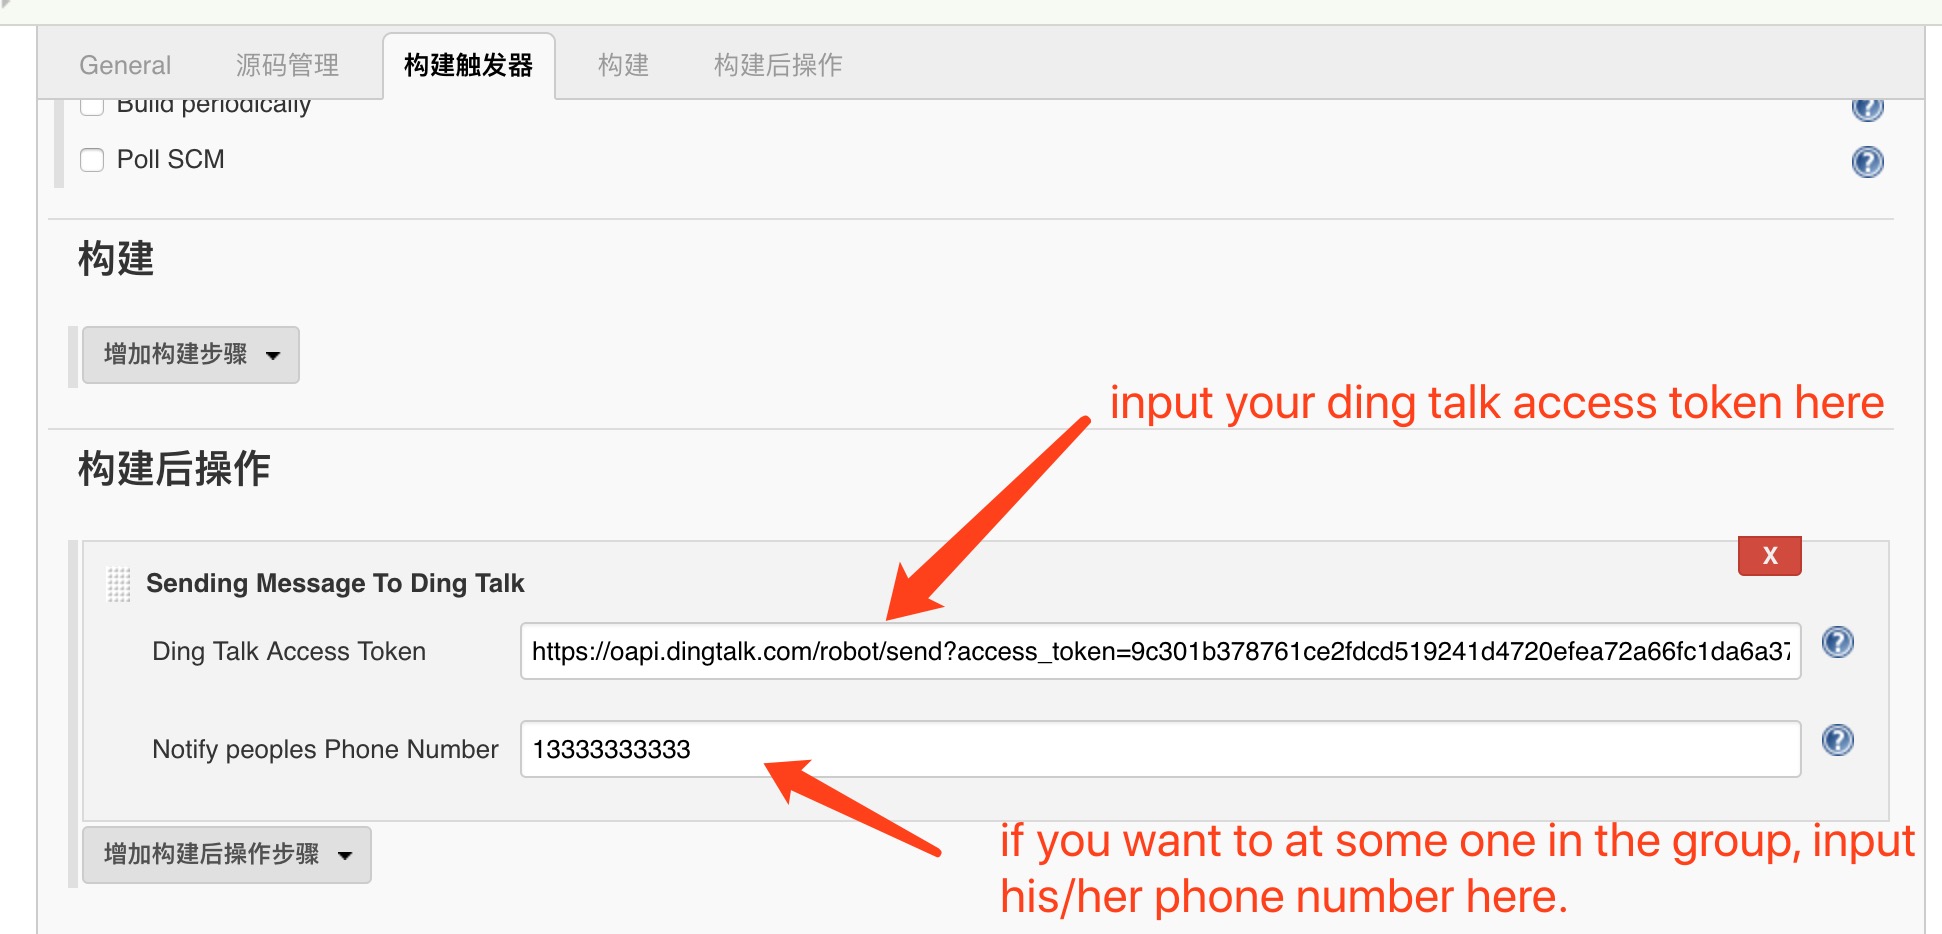 General 源码管理 构建触发器 构建 构建后操作
Build periodically
Poll SCM
构建
增加构建步骤
input your ding talk access token here
构建后操作
X
Sending Message To Ding Talk
Ding Talk Access Token https://oapi.dingtalk.com/robot/send?access_token=9c301b378761ce2fdcd519241d4720efea72a66fc1da6a37
Notify peoples Phone Number 13333333333
if you want to at some one in the group, input
his/her phone number here.
增加构建后操作步骤